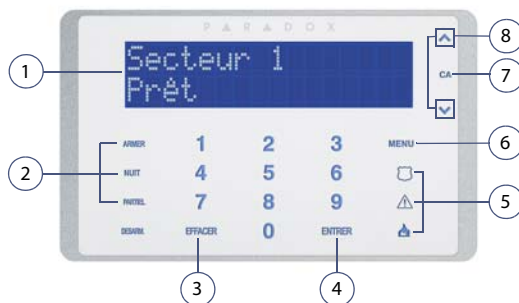 PARADOX
8
Secteur 1
Prêt
1
CA
7
ARMER 1 2 3 MENU
6
NUIT 4 5 6
2
PARTIEL 7 8 9
5
DESARM. EFFACER 0 ENTRER
3
4